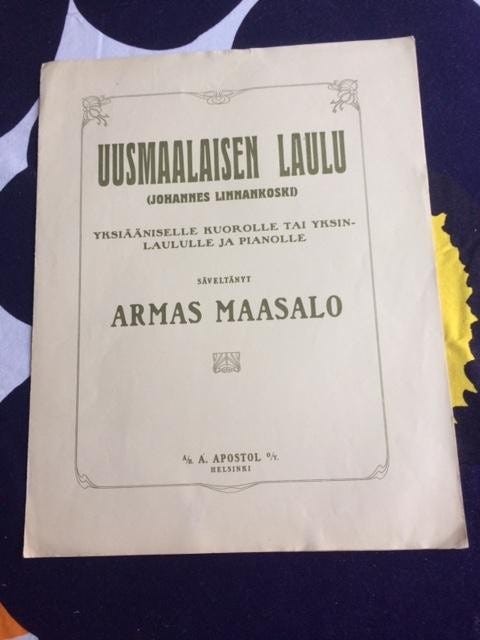 UUSMAALAISEN LAULU
(JOHANNES LINNANKOSKI)
YKSIÄÄNISELLE KUOROLLE TAI YKSIN-
LAULULLE JA PIANOLLE
SÄVELTÄNYT
ARMAS MAASALO
A/B. A. APOSTOL O/Y.
HELSINKI